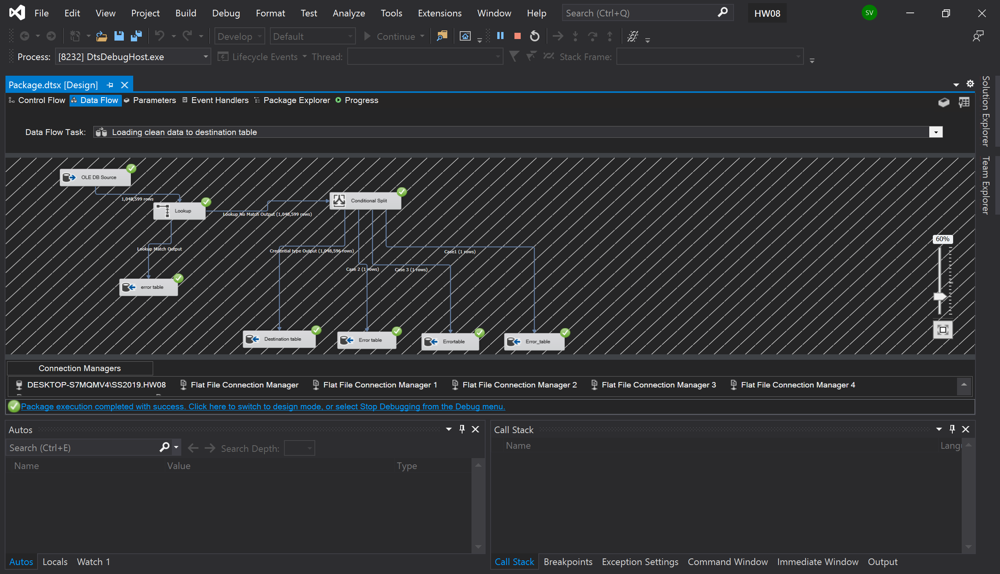 File Edit View Project Build Debug Format Test Analyze Tools Extensions Window Help Search (Ctrl+Q) HW08 SV
Develop Default Continue
Process: [8232] DtsDebugHost.exe Lifecycle Events Thread: Stack Frame:
Package.dtsx [Design]
Control Flow Data Flow Parameters Event Handlers Package Explorer Progress
Solution Explorer
Team Explorer
Data Flow Task: Loading clean data to destination table
OLE DB Source
1,048,599 rows
Conditional Split
Lookup
Lookup No Match Output (1,048,599 rows)
60%
Lookup Match Output
Credential type Output (1,048,596 rows)
Case1 (1 rows)
Case 2 (1 rows)
Case 3 (1 rows)
error table
Destination table
Error table
Errortable
Error_table
Connection Managers
DESKTOP-S7MQMV4\SS2019.HW08 Flat File Connection Manager Flat File Connection Manager 1 Flat File Connection Manager 2 Flat File Connection Manager 3 Flat File Connection Manager 4
Package execution completed with success. Click here to switch to design mode, or select Stop Debugging from the Debug menu.
Autos
Search (Ctrl+E) Search Depth:
Name Value Type
Autos Locals Watch 1
Call Stack
Name Langu
Call Stack Breakpoints Exception Settings Command Window Immediate Window Output